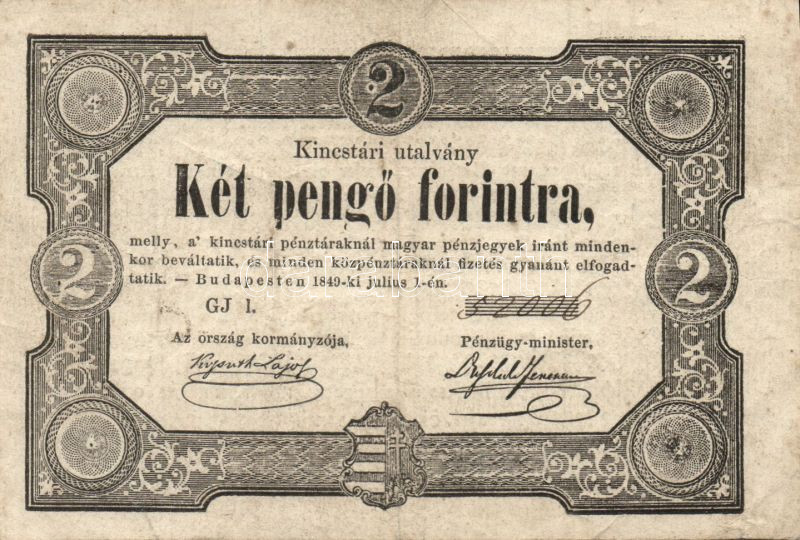 2
Kincstári utalvány
Két pengő forintra,
melly, a' kincstári pénztáraknál magyar pénzjegyek iránt minden-
kor beváltatik, és minden közpénztáraknál fizetés gyanánt elfogad-
tatik. — Budapesten 1849-ki julius 1-én.
2 2
GJ 1. 52006
Az ország kormányzója, Pénzügy-minister,
Kossuth Lajos